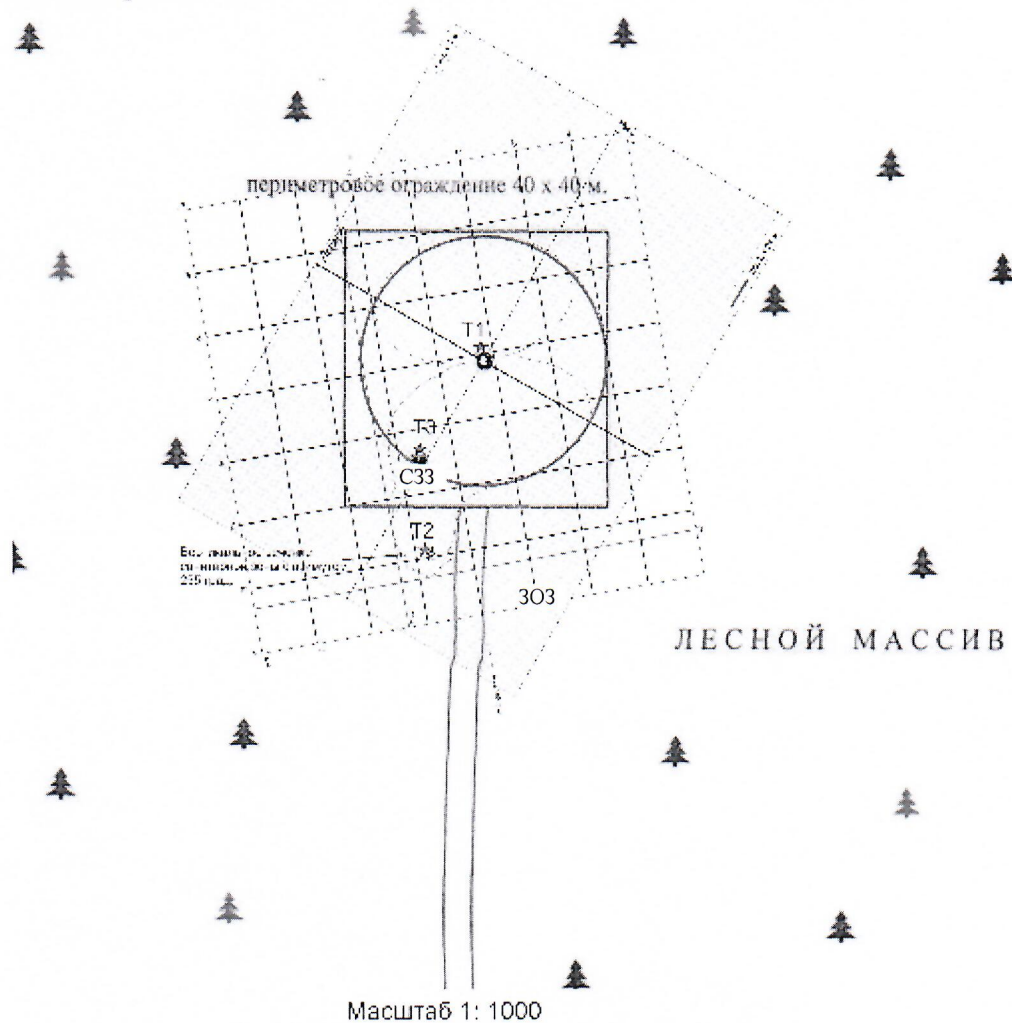 периметровое ограждение 40 х 40 м.
Т1
Т3
СЗЗ
Т2
ЗОЗ
ЛЕСНОЙ МАССИВ
Масштаб 1: 1000